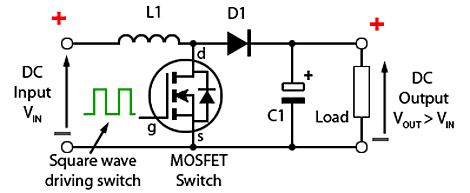 L1
D1
+
+
d
DC
Input
VIN
g
s
+
C1
Load
DC
Output
VOUT > VIN
Square wave
driving switch
MOSFET
Switch